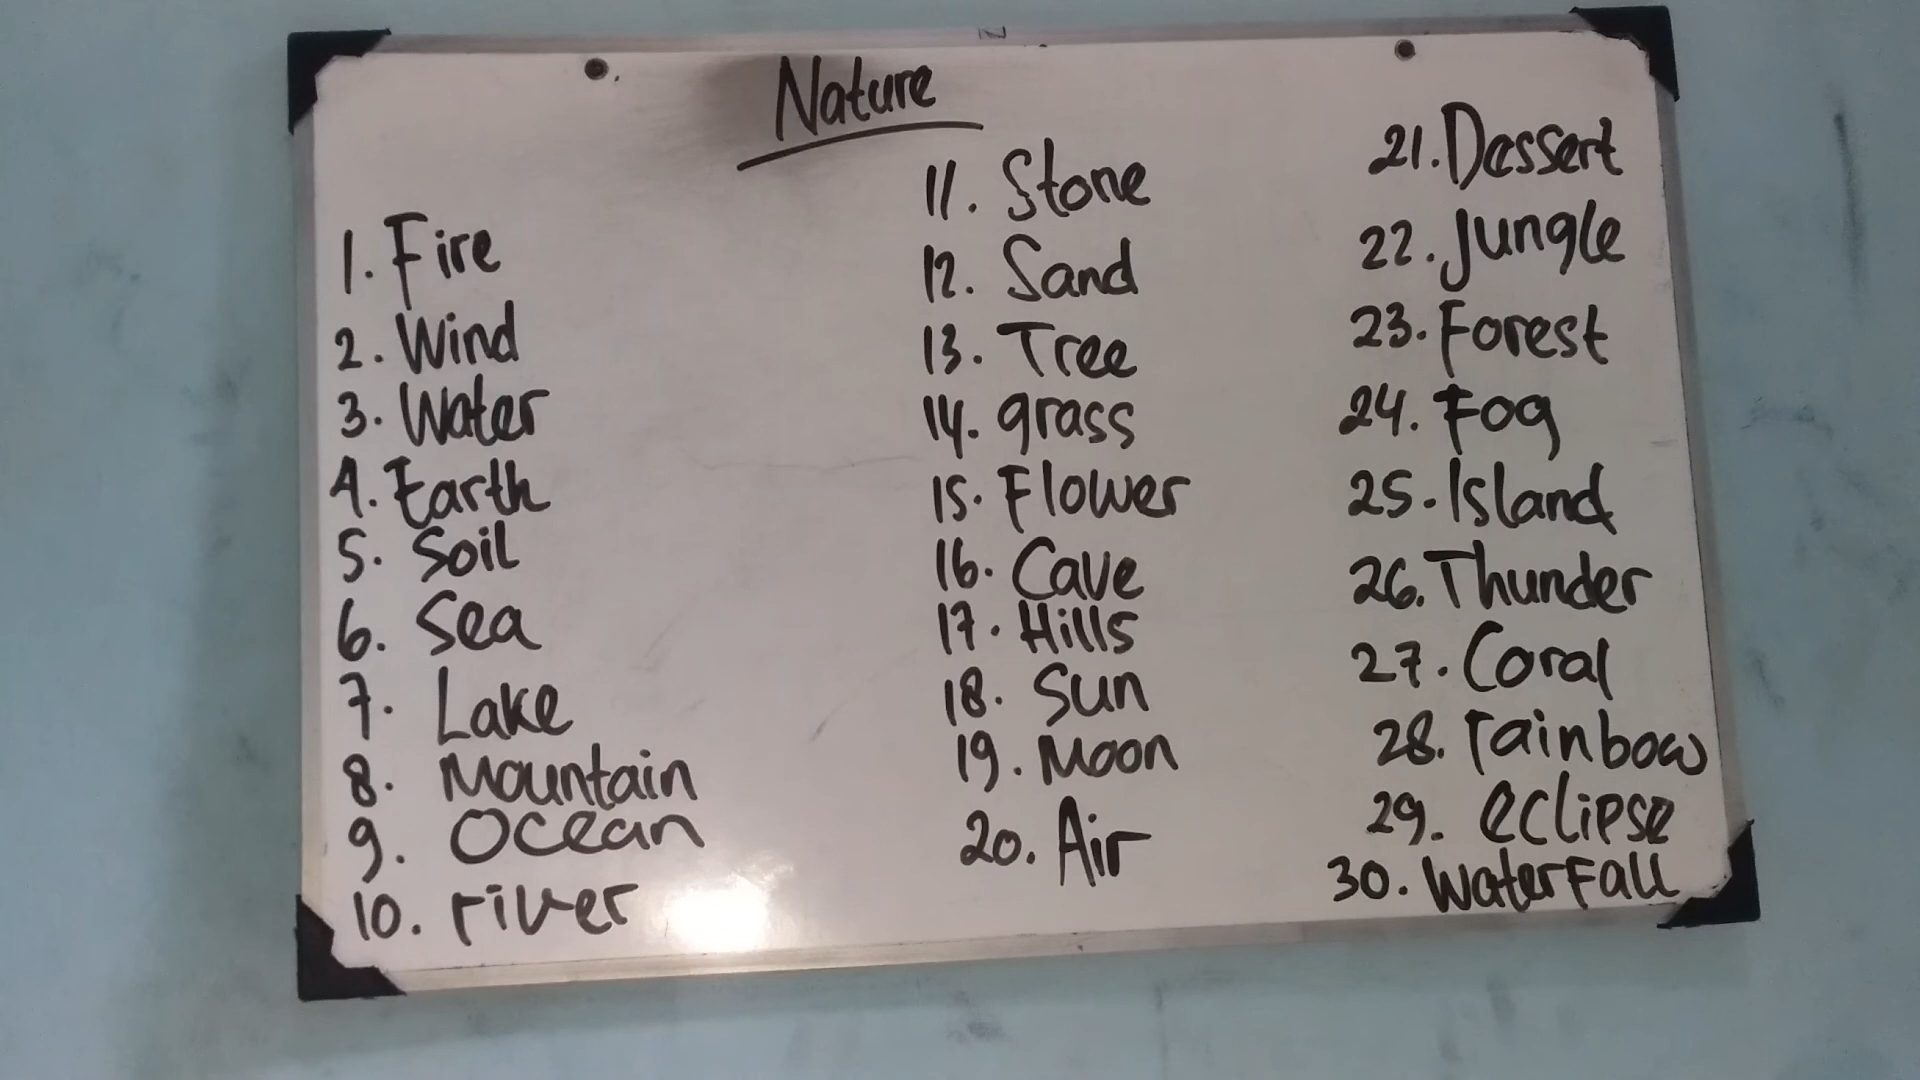 Nature
1. Fire
2. Wind
3. Water
4. Earth
5. Soil
6. Sea
7. Lake
8. Mountain
9. Ocean
10. river
11. Stone
12. Sand
13. Tree
14. grass
15. Flower
16. Cave
17. Hills
18. Sun
19. Moon
20. Air
21. Dessert
22. Jungle
23. Forest
24. Fog
25. Island
26. Thunder
27. Coral
28. rainbow
29. eclipse
30. waterFall